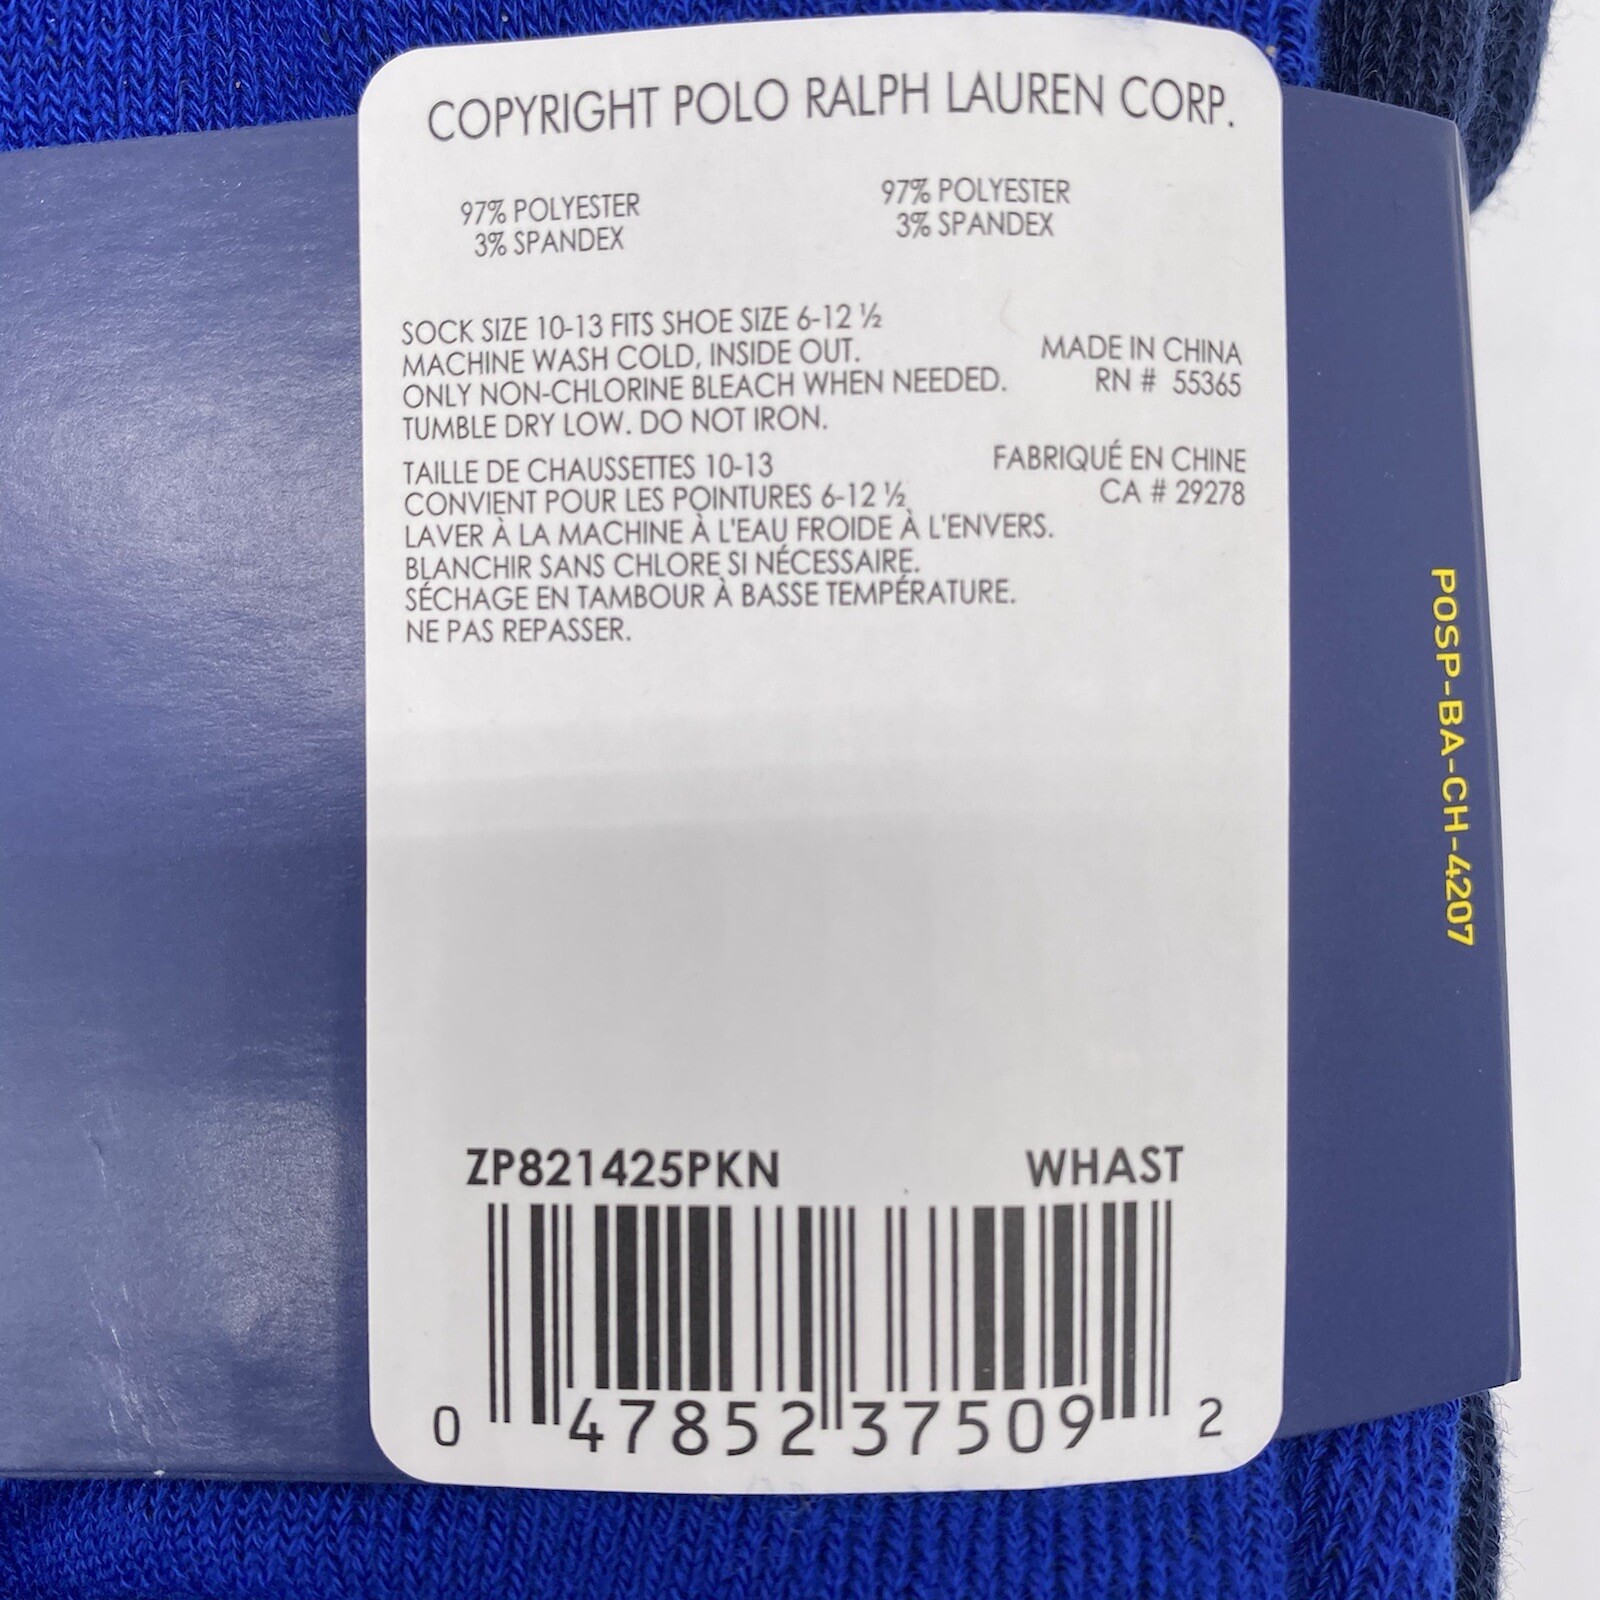 COPYRIGHT POLO RALPH LAUREN CORP.
97% POLYESTER
3% SPANDEX
97% POLYESTER
3% SPANDEX
SOCK SIZE 10-13 FITS SHOE SIZE 6-12 ½
MACHINE WASH COLD, INSIDE OUT.
ONLY NON-CHLORINE BLEACH WHEN NEEDED.
TUMBLE DRY LOW. DO NOT IRON.
MADE IN CHINA
RN # 55365
TAILLE DE CHAUSSETTES 10-13
CONVIENT POUR LES POINTURES 6-12 ½
LAVER À LA MACHINE À L'EAU FROIDE À L'ENVERS.
BLANCHIR SANS CHLORE SI NÉCESSAIRE.
SÉCHAGE EN TAMBOUR À BASSE TEMPÉRATURE.
NE PAS REPASSER.
FABRIQUÉ EN CHINE
CA # 29278
POSP-BA-CH-4207
ZP821425PKN WHAST
0 47852 37509 2